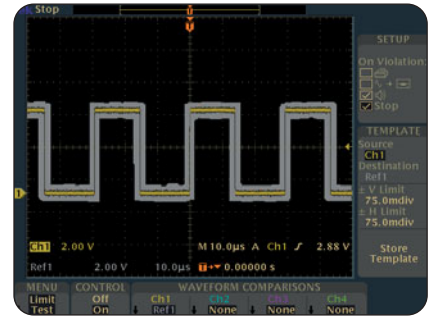 Stop
SETUP
On Violation:
Stop
TEMPLATE
Source
Ch1
Destination
Ref1
± V Limit
75.0mdiv
± H Limit
75.0mdiv
Store
Template
1
Ch1 2.00 V M 10.0µs A Ch1 2.88 V
Ref1 2.00 V 10.0µs T 0.00000 s
MENU CONTROL WAVEFORM COMPARISONS
Limit Off Ch1 Ch2 Ch3 Ch4
Test On Ref1 None None None